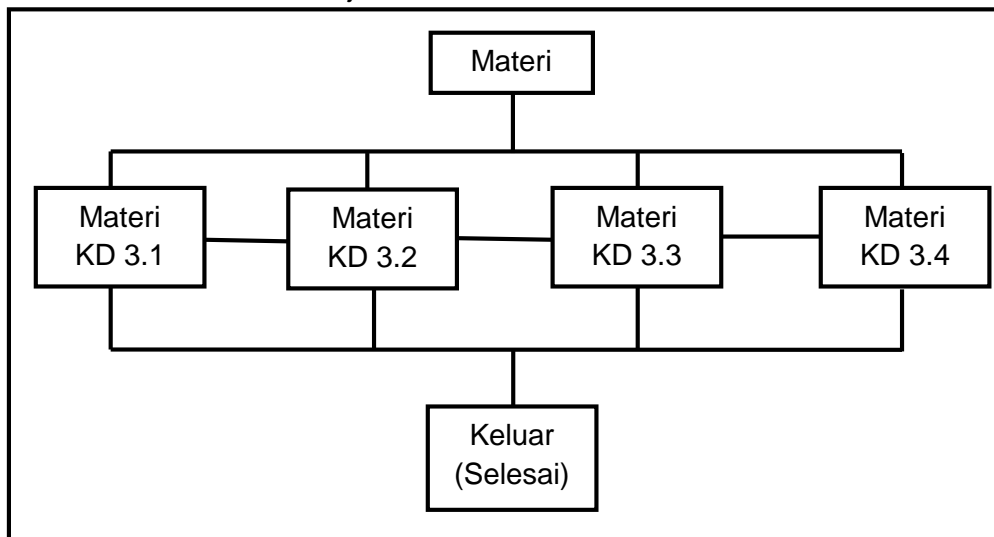 Materi
Materi
KD 3.1
Materi
KD 3.2
Materi
KD 3.3
Materi
KD 3.4
Keluar
(Selesai)